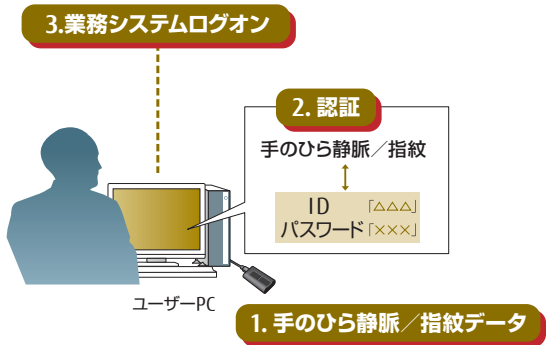 3.業務システムログオン
2. 認証
手のひら静脈／指紋
ID 「△△△」
パスワード「×××」
ユーザーPC
1. 手のひら静脈／指紋データ